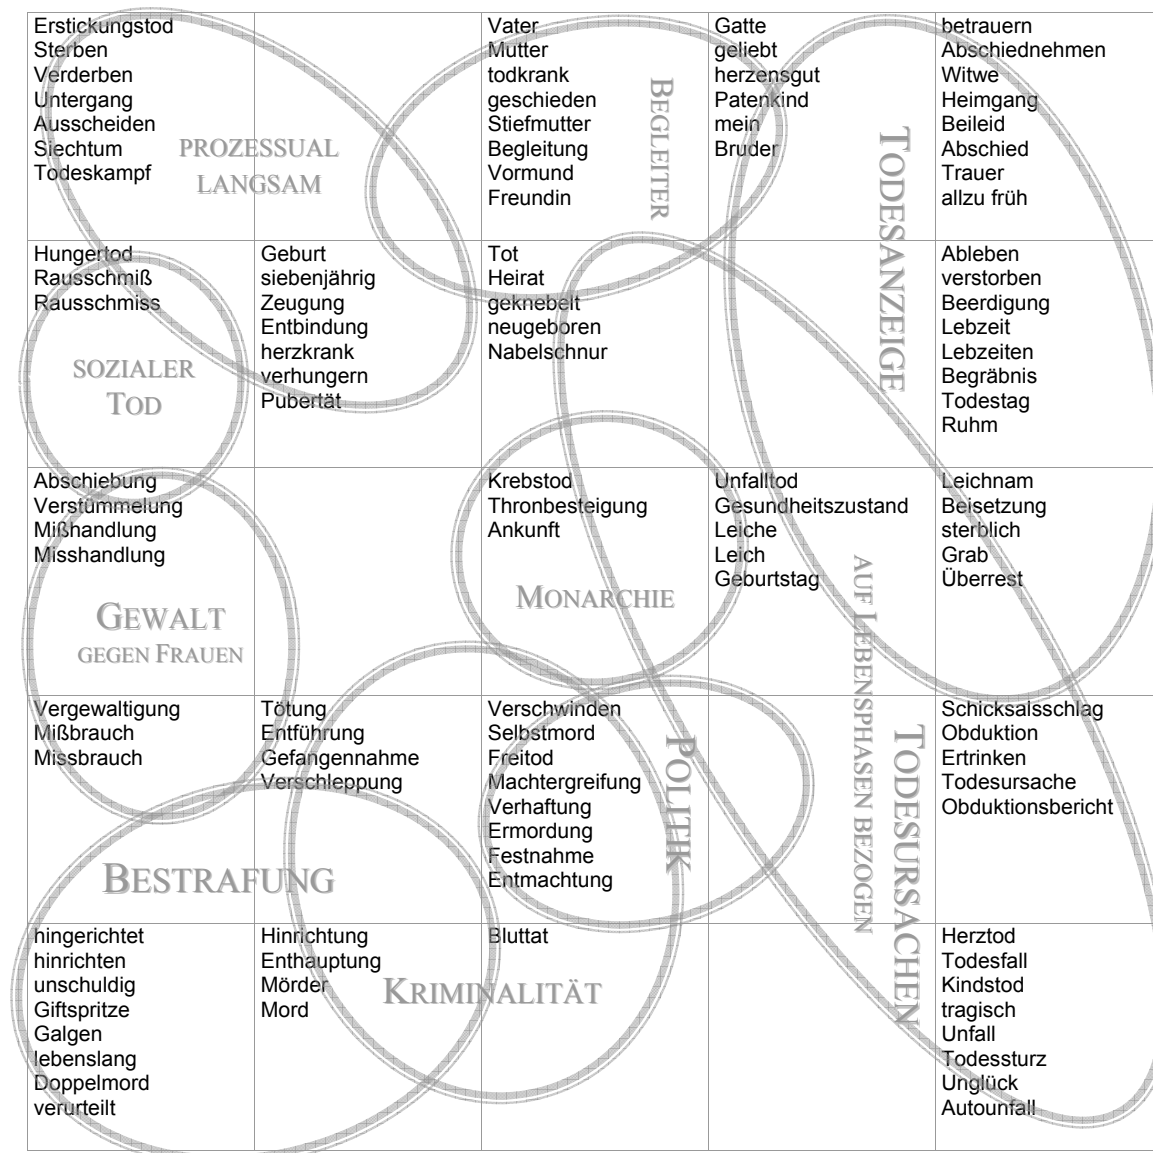 Erstickungstod
Sterben
Verderben
Untergang
Ausscheiden
Siechtum
Todeskampf
PROZESSUAL
LANGSAM
Vater
Mutter
todkrank
geschieden
Stiefmutter
Begleitung
Vormund
Freundin
BEGLEITER
Gatte
geliebt
herzensgut
Patenkind
mein
Bruder
TODESANZEIGE
betrauern
Abschiednehmen
Witwe
Heimgang
Beileid
Abschied
Trauer
allzu früh
Hungertod
Rausschmiß
Rausschmiss
SOZIALER
TOD
Geburt
siebenjährig
Zeugung
Entbindung
herzkrank
verhungern
Pubertät
Tot
Heirat
geknebelt
neugeboren
Nabelschnur
Ableben
verstorben
Beerdigung
Lebzeit
Lebzeiten
Begräbnis
Todestag
Ruhm
Abschiebung
Verstümmelung
Mißhandlung
Misshandlung
GEWALT
GEGEN FRAUEN
Krebstod
Thronbesteigung
Ankunft
MONARCHIE
Unfalltod
Gesundheitszustand
Leiche
Leich
Geburtstag
AUF LEBENSPHASEN BEZOGEN
Leichnam
Beisetzung
sterblich
Grab
Überrest
Vergewaltigung
Mißbrauch
Missbrauch
BESTRAFUNG
Tötung
Entführung
Gefangennahme
Verschleppung
Verschwinden
Selbstmord
Freitod
Machtergreifung
Verhaftung
Ermordung
Festnahme
Entmachtung
POLITIK
TODESURSACHEN
Schicksalsschlag
Obduktion
Ertrinken
Todesursache
Obduktionsbericht
hingerichtet
hinrichten
unschuldig
Giftspritze
Galgen
lebenslang
Doppelmord
verurteilt
Hinrichtung
Enthauptung
Mörder
Mord
KRIMINALITÄT
Bluttat
Herztod
Todesfall
Kindstod
tragisch
Unfall
Todessturz
Unglück
Autounfall